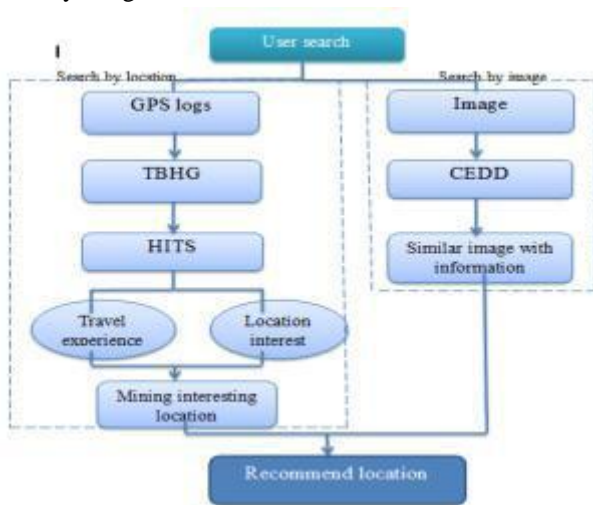 User search
Search by location
Search by image
GPS logs
Image
TBHG
CEDD
HITS
Similar image with
information
Travel
experience
Location
interest
Mining interesting
location
Recommend location